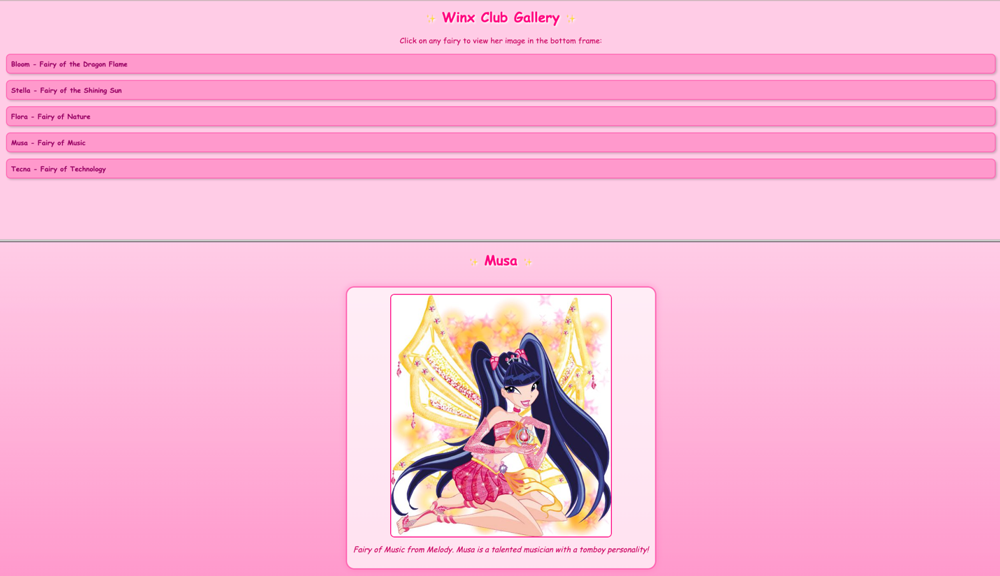 ✨ Winx Club Gallery ✨
Click on any fairy to view her image in the bottom frame:
Bloom - Fairy of the Dragon Flame
Stella - Fairy of the Shining Sun
Flora - Fairy of Nature
Musa - Fairy of Music
Tecna - Fairy of Technology
✨ Musa ✨
Fairy of Music from Melody. Musa is a talented musician with a tomboy personality!